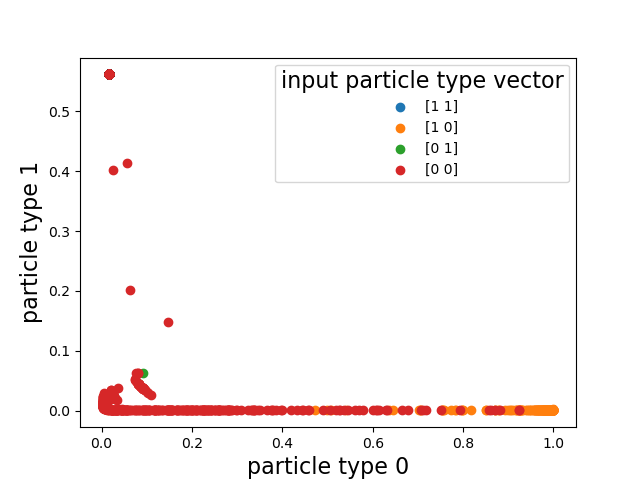 input particle type vector
[1 1]
[1 0]
[0 1]
[0 0]
particle type 1
0.5
0.4
0.3
0.2
0.1
0.0
0.0 0.2 0.4 0.6 0.8 1.0
particle type 0